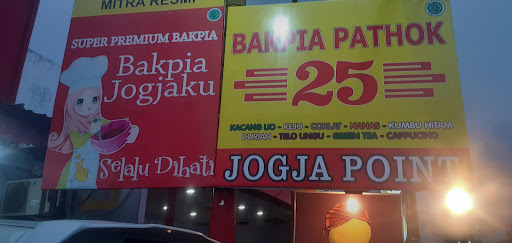 MITRA RESMI
SUPER PREMIUM BAKPIA
Bakpia
Jogjaku
Selalu Dihati
BAKPIA PATHOK
25
KACANG IJO - KEJU - COKLAT - NANAS - KUMBU HITAM
DURIAN - TELO UNGU - GREEN TEA - CAPPUCINO
JOGJA POINT